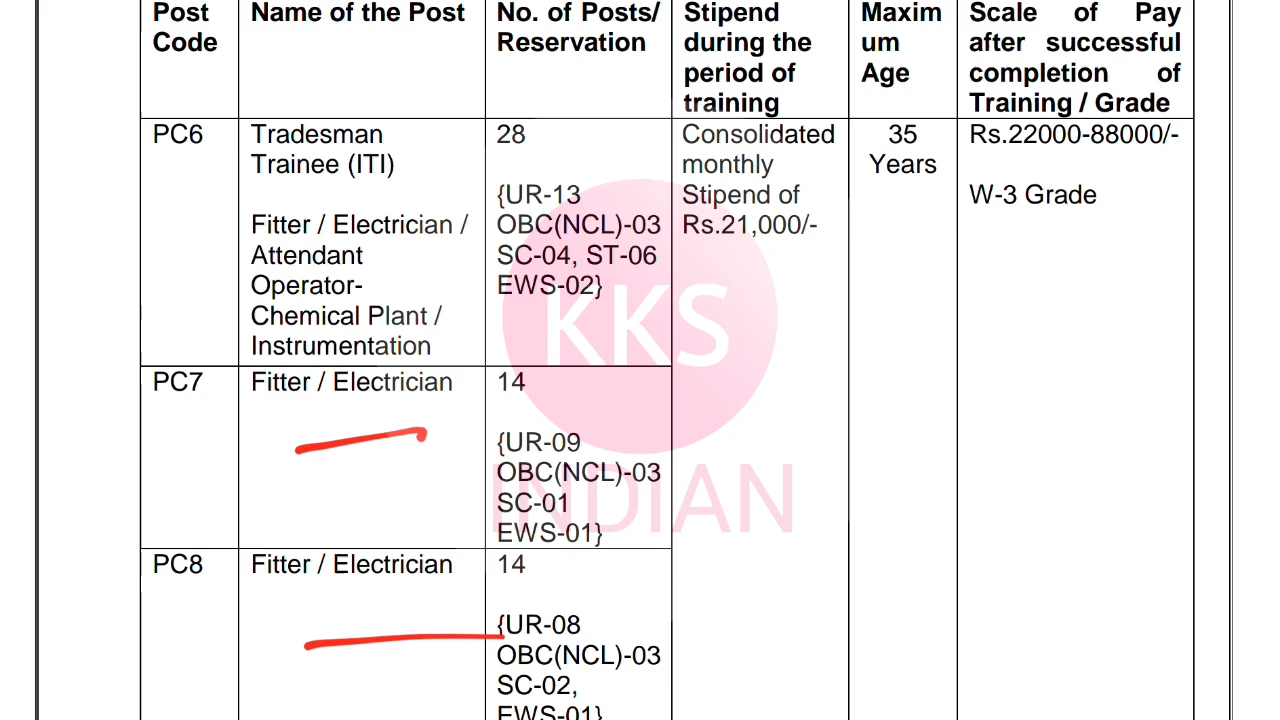 Post Code
Name of the Post
No. of Posts/ Reservation
Stipend during the period of training
Maxim um Age
Scale of Pay after successful completion of Training / Grade
PC6
Tradesman
Trainee (ITI)
Fitter / Electrician /
Attendant
Operator-
Chemical Plant /
Instrumentation
28
{UR-13
OBC(NCL)-03
SC-04, ST-06
EWS-02}
Consolidated
monthly
Stipend of
Rs.21,000/-
35
Years
Rs.22000-88000/-
W-3 Grade
PC7
Fitter / Electrician
14
{UR-09
OBC(NCL)-03
SC-01
EWS-01}
PC8
Fitter / Electrician
14
{UR-08
OBC(NCL)-03
SC-02,
EWS-01}
KKS
INDIAN